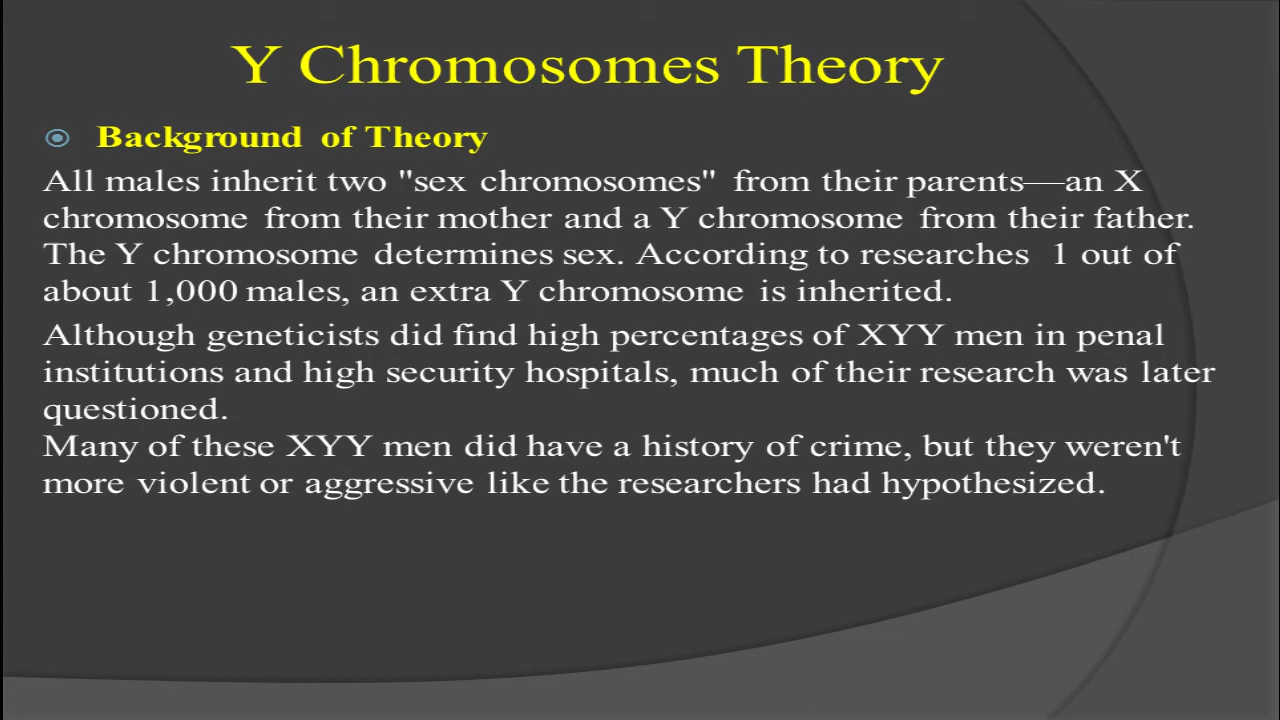 Y Chromosomes Theory
Background of Theory
All males inherit two "sex chromosomes" from their parents—an X
chromosome from their mother and a Y chromosome from their father.
The Y chromosome determines sex. According to researches 1 out of
about 1,000 males, an extra Y chromosome is inherited.
Although geneticists did find high percentages of XYY men in penal
institutions and high security hospitals, much of their research was later
questioned.
Many of these XYY men did have a history of crime, but they weren't
more violent or aggressive like the researchers had hypothesized.